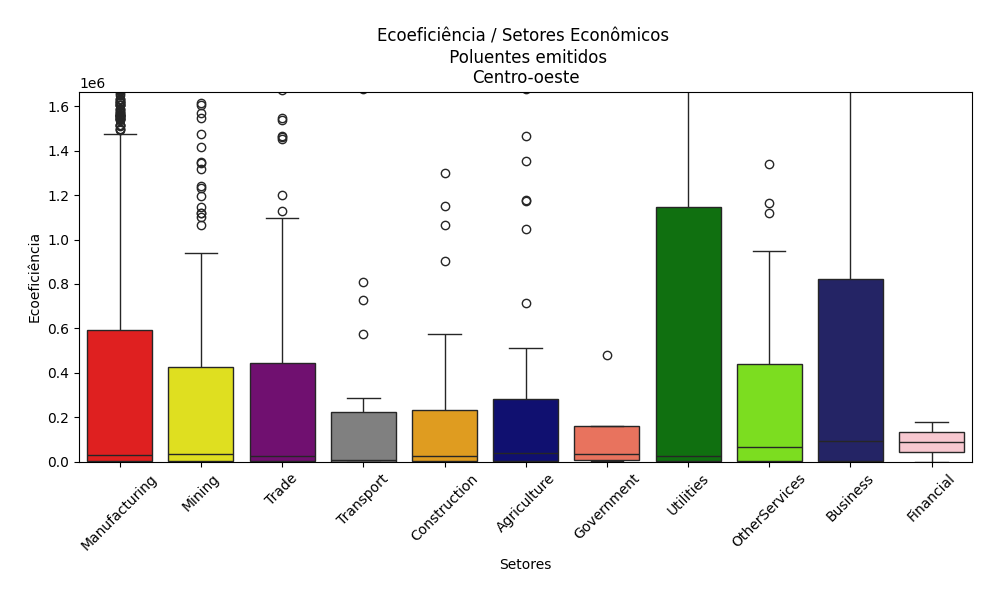 Ecoeficiência / Setores Econômicos
Poluentes emitidos
Centro-oeste
1e6
1.6
1.4
1.2
1.0
0.8
0.6
0.4
0.2
0.0
Ecoeficiência
Manufacturing
Mining
Trade
Transport
Construction
Agriculture
Government
Utilities
OtherServices
Business
Financial
Setores